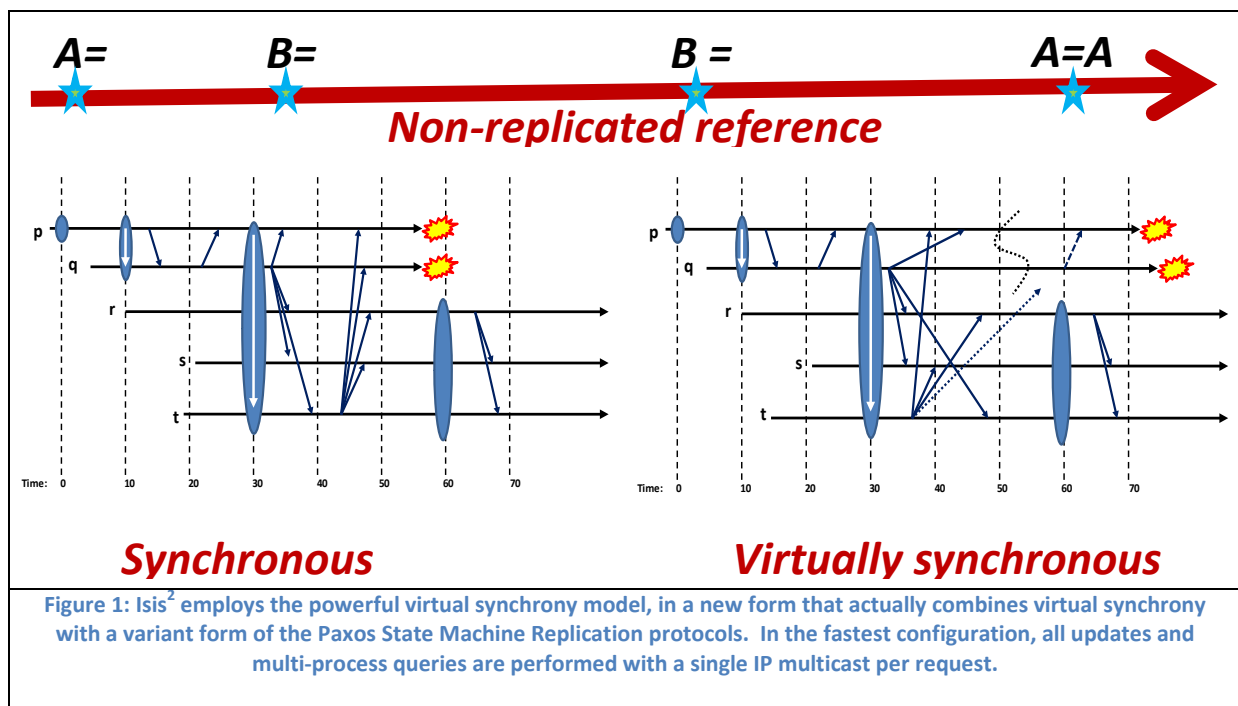 A= B= B = A=A
Non-replicated reference
p
q
r
s
t
Time: 0 10 20 30 40 50 60 70
p
q
r
s
t
Time: 0 10 20 30 40 50 60 70
Synchronous Virtually synchronous
Figure 1: Isis² employs the powerful virtual synchrony model, in a new form that actually combines virtual synchrony
with a variant form of the Paxos State Machine Replication protocols. In the fastest configuration, all updates and
multi-process queries are performed with a single IP multicast per request.